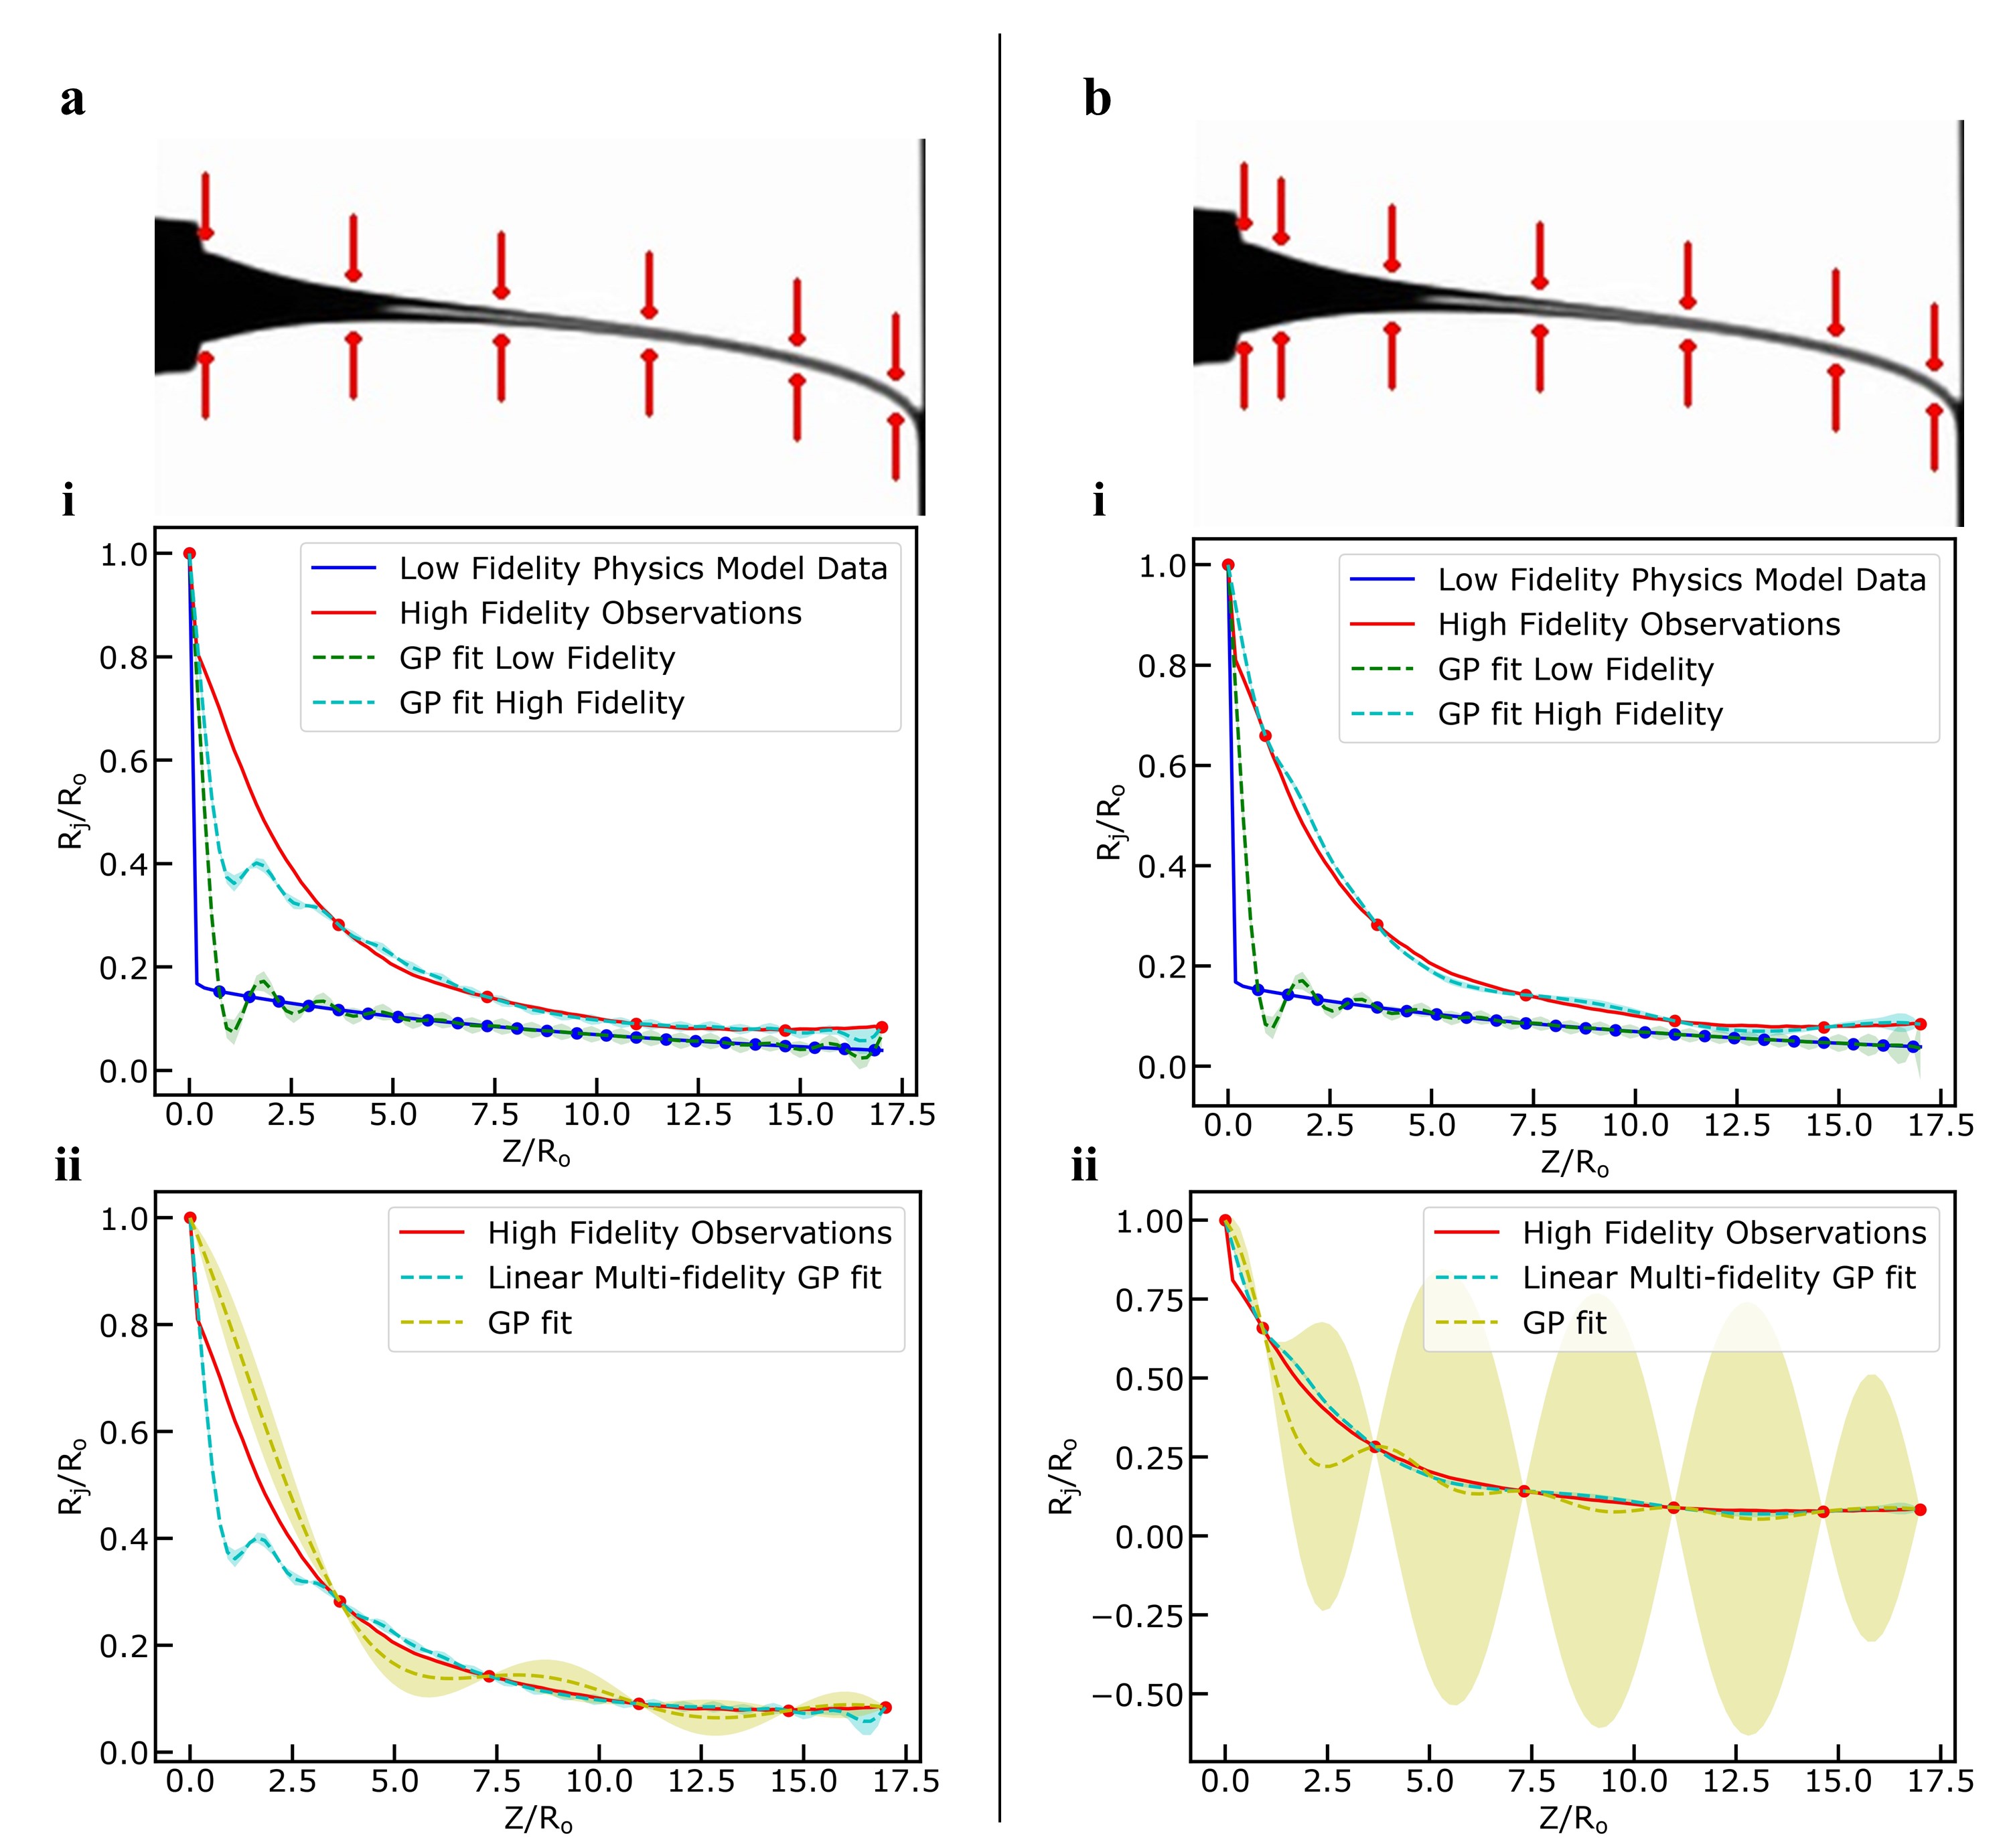 a
i
1.0
0.8
0.6
0.4
0.2
0.0
Rj/Ro
Low Fidelity Physics Model Data
High Fidelity Observations
GP fit Low Fidelity
GP fit High Fidelity
0.0 2.5 5.0 7.5 10.0 12.5 15.0 17.5
Z/Ro
ii
1.0
0.8
0.6
0.4
0.2
0.0
Rj/Ro
High Fidelity Observations
Linear Multi-fidelity GP fit
GP fit
0.0 2.5 5.0 7.5 10.0 12.5 15.0 17.5
Z/Ro
b
i
1.0
0.8
0.6
0.4
0.2
0.0
Rj/Ro
Low Fidelity Physics Model Data
High Fidelity Observations
GP fit Low Fidelity
GP fit High Fidelity
0.0 2.5 5.0 7.5 10.0 12.5 15.0 17.5
Z/Ro
ii
1.00
0.75
0.50
0.25
0.00
−0.25
−0.50
Rj/Ro
High Fidelity Observations
Linear Multi-fidelity GP fit
GP fit
0.0 2.5 5.0 7.5 10.0 12.5 15.0 17.5
Z/Ro